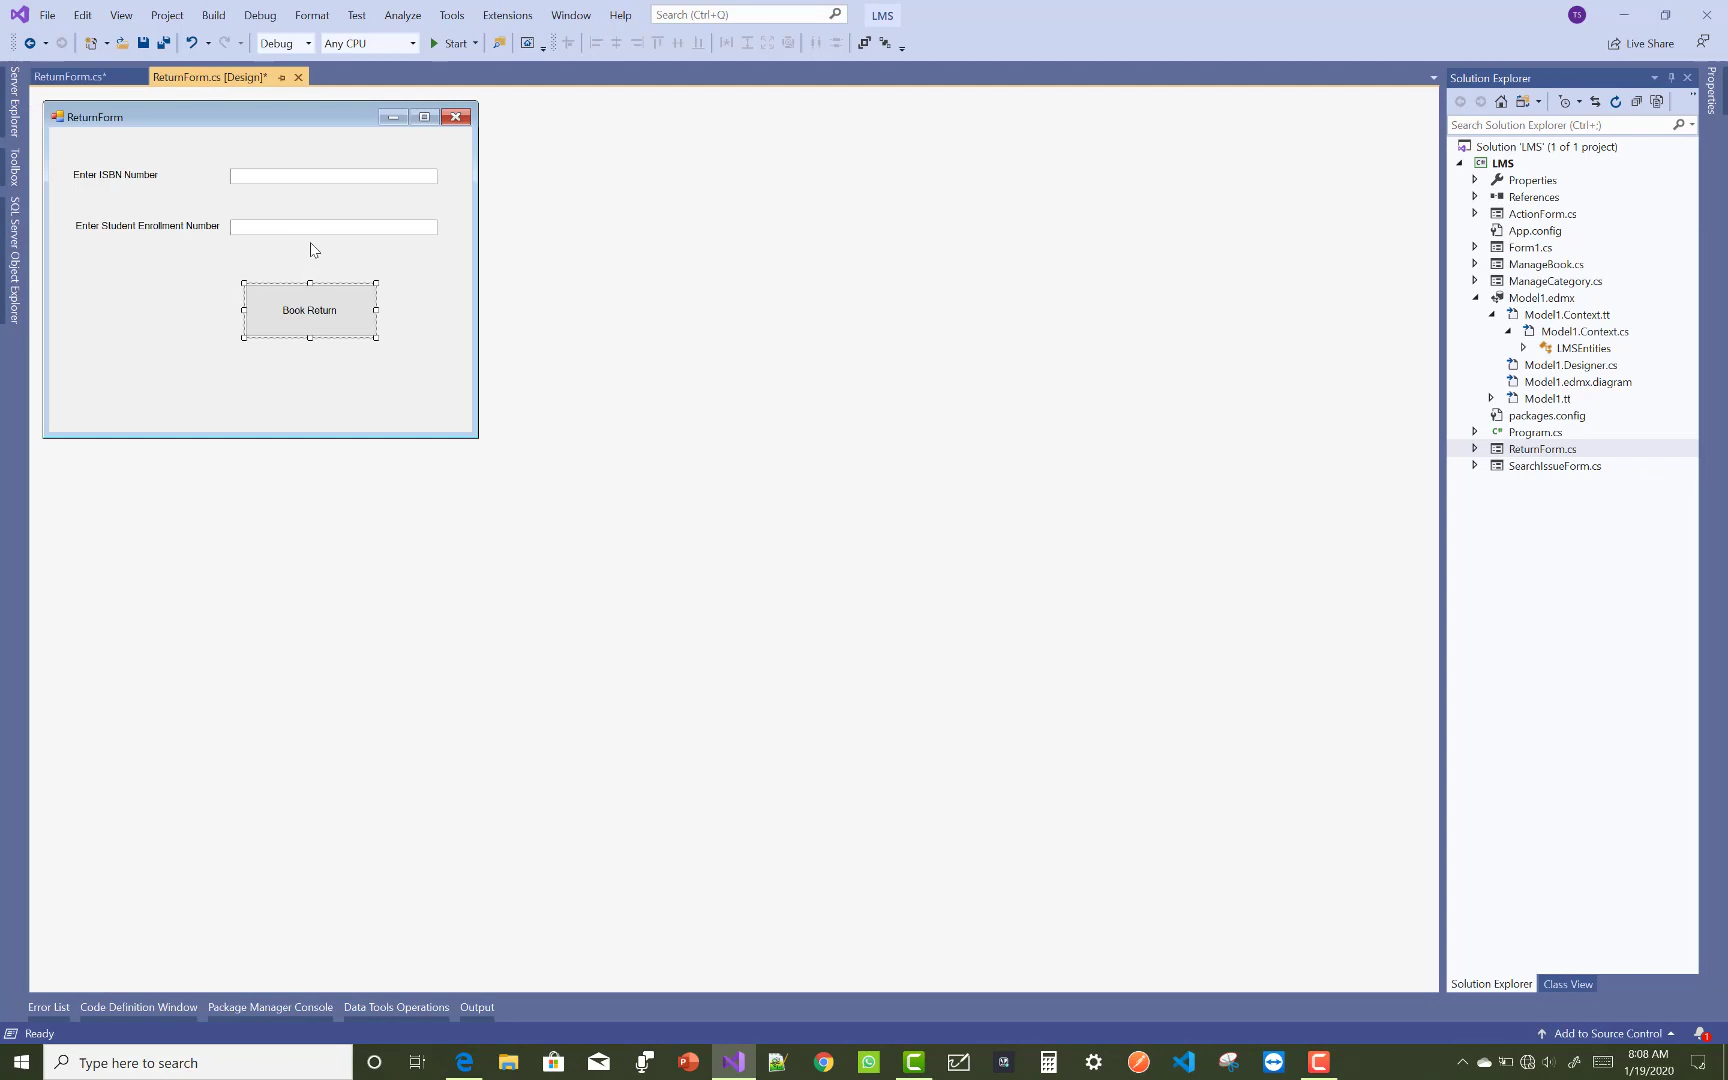 File Edit View Project Build Debug Format Test Analyze Tools Extensions Window Help Search (Ctrl+Q) LMS TS
Debug Any CPU Start Live Share
ReturnForm.cs* ReturnForm.cs [Design]*
Server Explorer
Toolbox
SQL Server Object Explorer
ReturnForm
Enter ISBN Number
Enter Student Enrollment Number
Book Return
Solution Explorer
Search Solution Explorer (Ctrl+;)
Solution 'LMS' (1 of 1 project)
C# LMS
Properties
References
ActionForm.cs
App.config
Form1.cs
ManageBook.cs
ManageCategory.cs
Model1.edmx
Model1.Context.tt
Model1.Context.cs
LMSEntities
Model1.Designer.cs
Model1.edmx.diagram
Model1.tt
packages.config
C# Program.cs
ReturnForm.cs
SearchIssueForm.cs
Solution Explorer Class View
Properties
Error List Code Definition Window Package Manager Console Data Tools Operations Output
Ready Add to Source Control 1
Type here to search
8:08 AM
1/19/2020